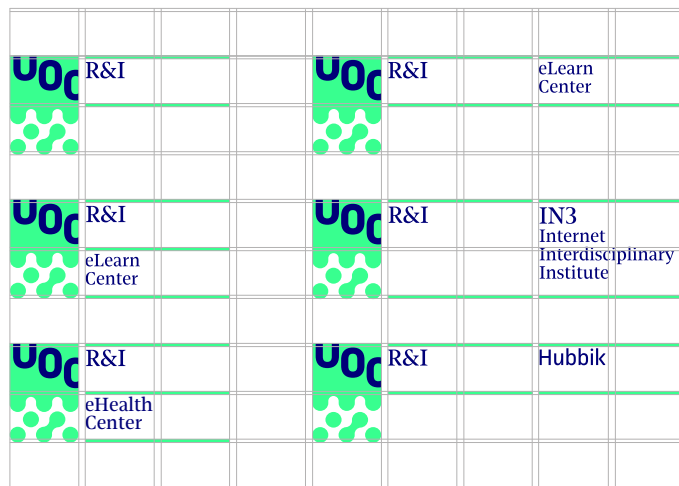 UOC R&I
UOC R&I eLearn
Center
UOC R&I
eLearn
Center
UOC R&I IN3
Internet
Interdisciplinary
Institute
UOC R&I
eHealth
Center
UOC R&I Hubbik